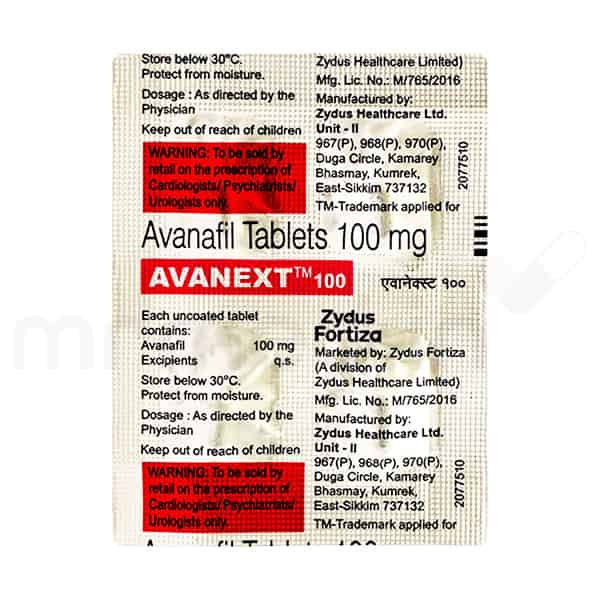 Store below 30°C.
Protect from moisture.
Dosage : As directed by the
Physician
Keep out of reach of children
WARNING: To be sold by
retail on the prescription of
Cardiologists/ Psychiatrists/
Urologists only.
Zydus Healthcare Limited)
Mfg. Lic. No.: M/765/2016
Manufactured by:
Zydus Healthcare Ltd.
Unit - II
967(P), 968(P), 970(P),
Duga Circle, Kamarey
Bhasmay, Kumrek,
East-Sikkim 737132
TM-Trademark applied for
2077510
Avanafil Tablets 100 mg
AVANEXT™ 100
एवानेक्स्ट १००
Each uncoated tablet
contains:
Avanafil 100 mg
Excipients q.s.
Store below 30°C.
Protect from moisture.
Dosage : As directed by the
Physician
Keep out of reach of children
WARNING: To be sold by
retail on the prescription of
Cardiologists/ Psychiatrists/
Urologists only.
Zydus
Fortiza
Marketed by: Zydus Fortiza
(A division of
Zydus Healthcare Limited)
Mfg. Lic. No.: M/765/2016
Manufactured by:
Zydus Healthcare Ltd.
Unit - II
967(P), 968(P), 970(P),
Duga Circle, Kamarey
Bhasmay, Kumrek,
East-Sikkim 737132
TM-Trademark applied for
2077510